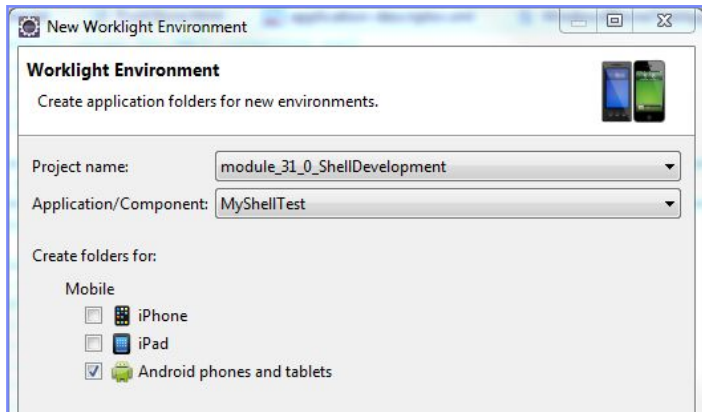 New Worklight Environment
Worklight Environment
Create application folders for new environments.
Project name: module_31_0_ShellDevelopment
Application/Component: MyShellTest
Create folders for:
Mobile
iPhone
iPad
Android phones and tablets